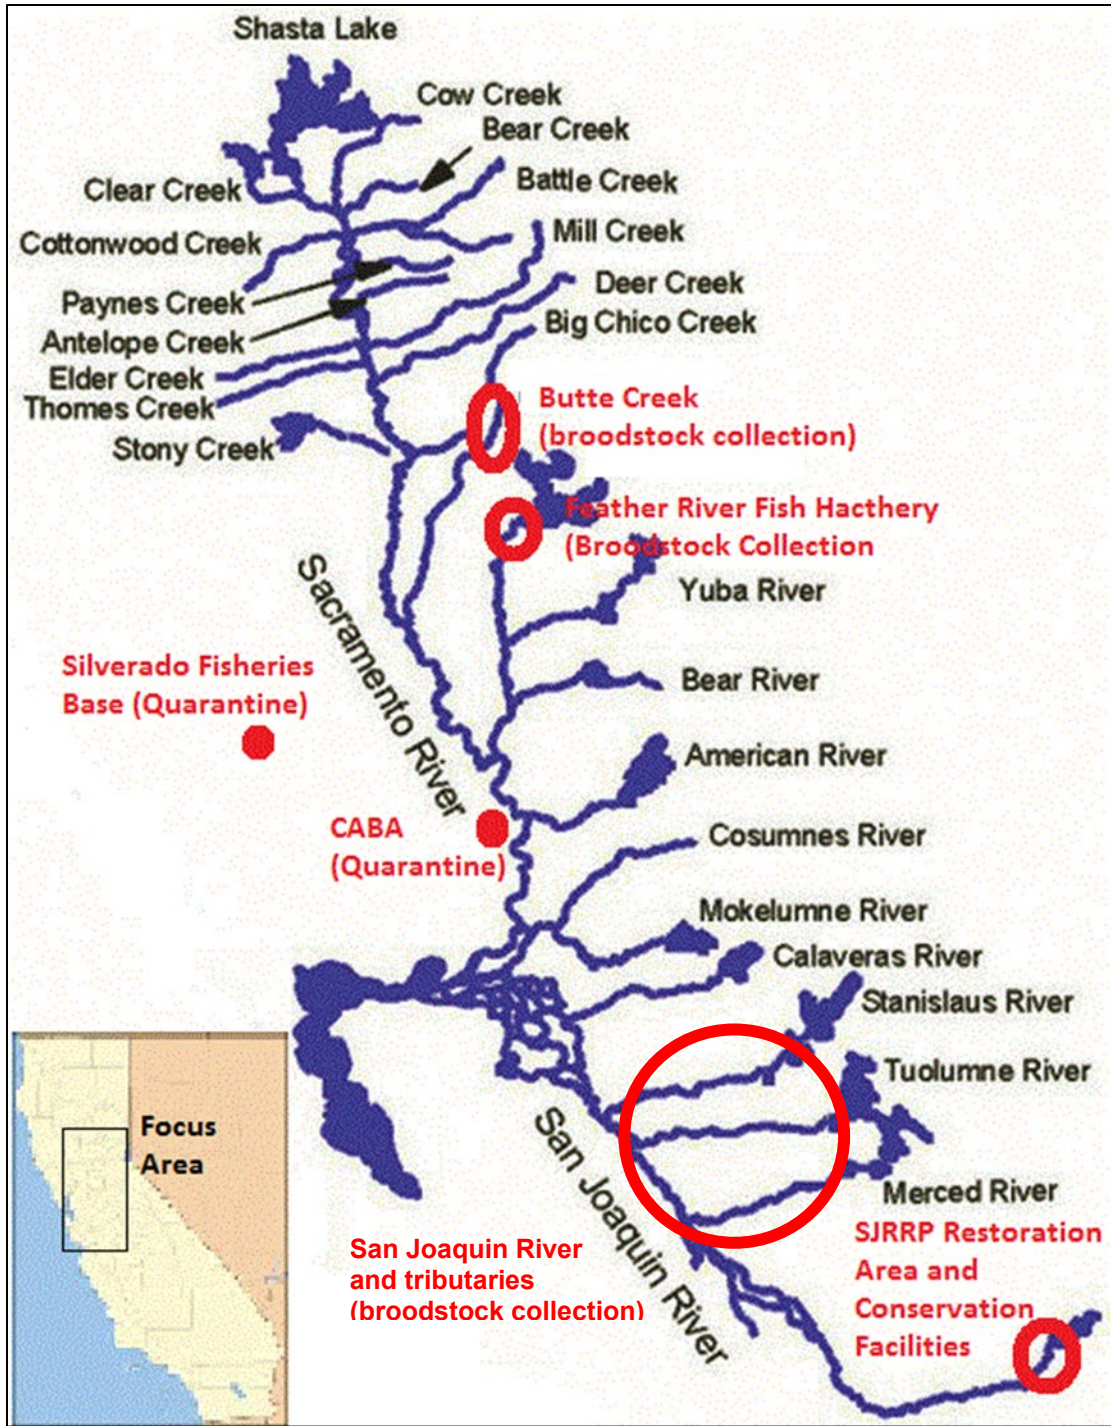 Shasta Lake
Cow Creek
Bear Creek
Clear Creek
Battle Creek
Cottonwood Creek
Mill Creek
Paynes Creek
Deer Creek
Antelope Creek
Big Chico Creek
Elder Creek
Thomes Creek
Butte Creek
(broodstock collection)
Stony Creek
Feather River Fish Hacthery
(Broodstock Collection
Sacramento River
Yuba River
Silverado Fisheries
Base (Quarantine)
Bear River
American River
CABA
(Quarantine)
Cosumnes River
Mokelumne River
Calaveras River
Stanislaus River
Tuolumne River
Focus
Area
San Joaquin River
Merced River
San Joaquin River
and tributaries
(broodstock collection)
SJRRP Restoration
Area and
Conservation
Facilities